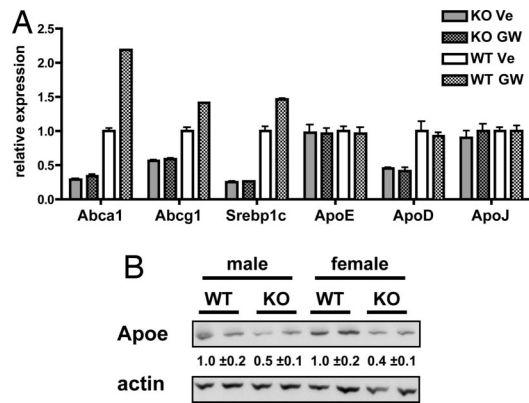 A
KO Ve
KO GW
WT Ve
WT GW
relative expression
2.5
2.0
1.5
1.0
0.5
0.0
Abca1 Abcg1 Srebp1c ApoE ApoD ApoJ
B
male female
WT KO WT KO
Apoe
1.0 ±0.2 0.5 ±0.1 1.0 ±0.2 0.4 ±0.1
actin